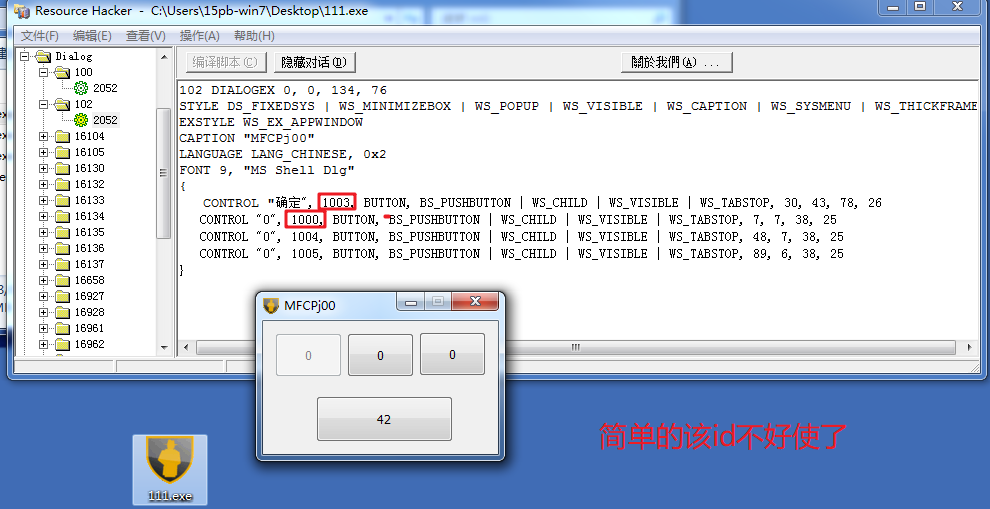 Resource Hacker - C:\Users\15pb-win7\Desktop\111.exe
文件(F) 编辑(E) 查看(V) 操作(A) 帮助(H)
Dialog
100
2052
102
2052
16104
16105
16130
16132
16133
16134
16135
16136
16137
16658
16927
16928
16961
16962
编译脚本(C) 隐藏对话(D) 關於我們(A) ...
102 DIALOGEX 0, 0, 134, 76
STYLE DS_FIXEDSYS | WS_MINIMIZEBOX | WS_POPUP | WS_VISIBLE | WS_CAPTION | WS_SYSMENU | WS_THICKFRAME
EXSTYLE WS_EX_APPWINDOW
CAPTION "MFCPj00"
LANGUAGE LANG_CHINESE, 0x2
FONT 9, "MS Shell Dlg"
{
CONTROL "确定", 1003, BUTTON, BS_PUSHBUTTON | WS_CHILD | WS_VISIBLE | WS_TABSTOP, 30, 43, 78, 26
CONTROL "0", 1000, BUTTON, BS_PUSHBUTTON | WS_CHILD | WS_VISIBLE | WS_TABSTOP, 7, 7, 38, 25
CONTROL "0", 1004, BUTTON, BS_PUSHBUTTON | WS_CHILD | WS_VISIBLE | WS_TABSTOP, 48, 7, 38, 25
CONTROL "0", 1005, BUTTON, BS_PUSHBUTTON | WS_CHILD | WS_VISIBLE | WS_TABSTOP, 89, 6, 38, 25
}
MFCPj00
0 0 0
42
简单的该id不好使了
111.exe